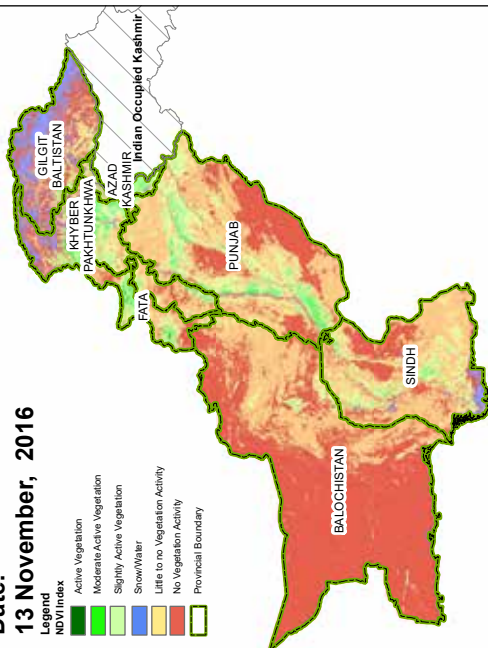 Date:
13 November, 2016
Legend
NDVI Index
Active Vegetation
Moderate Active Vegetation
Slightly Active Vegetation
Snow/Water
Little to no Vegetation Activity
No Vegetation Activity
Provincial Boundary
GILGIT
BALTISTAN
KHYBER
PAKHTUNKHWA
AZAD
KASHMIR
Indian Occupied Kashmir
FATA
PUNJAB
BALOCHISTAN
SINDH